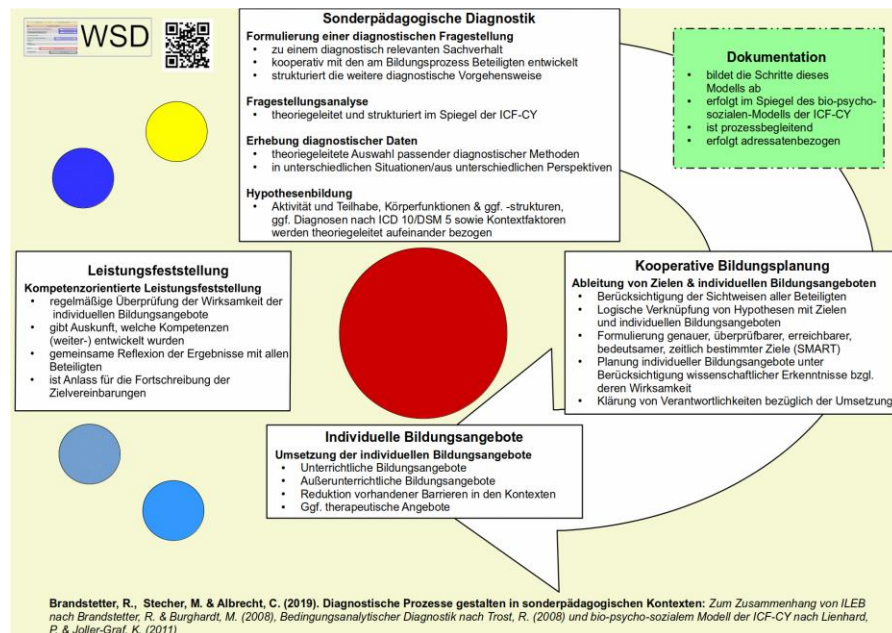 WSD
Sonderpädagogische Diagnostik
Formulierung einer diagnostischen Fragestellung
• zu einem diagnostisch relevanten Sachverhalt
• kooperativ mit den am Bildungsprozess Beteiligten entwickelt
• strukturiert die weitere diagnostische Vorgehensweise
Fragestellungsanalyse
• theoriegeleitet und strukturiert im Spiegel der ICF-CY
Erhebung diagnostischer Daten
• theoriegeleitete Auswahl passender diagnostischer Methoden
• in unterschiedlichen Situationen/aus unterschiedlichen Perspektiven
Hypothesenbildung
• Aktivität und Teilhabe, Körperfunktionen & ggf. -strukturen,
ggf. Diagnosen nach ICD 10/DSM 5 sowie Kontextfaktoren
werden theoriegeleitet aufeinander bezogen
Dokumentation
• bildet die Schritte dieses
Modells ab
• erfolgt im Spiegel des bio-psycho-
sozialen-Modells der ICF-CY
• ist prozessbegleitend
• erfolgt adressatenbezogen
Leistungsfeststellung
Kompetenzorientierte Leistungsfeststellung
• regelmäßige Überprüfung der Wirksamkeit der
individuellen Bildungsangebote
• gibt Auskunft, welche Kompetenzen
(weiter-) entwickelt wurden
• gemeinsame Reflexion der Ergebnisse mit allen
Beteiligten
• ist Anlass für die Fortschreibung der
Zielvereinbarungen
Kooperative Bildungsplanung
Ableitung von Zielen & individuellen Bildungsangeboten
• Berücksichtigung der Sichtweisen aller Beteiligten
• Logische Verknüpfung von Hypothesen mit Zielen
und individuellen Bildungsangeboten
• Formulierung genauer, überprüfbarer, erreichbarer,
bedeutsamer, zeitlich bestimmter Ziele (SMART)
• Planung individueller Bildungsangebote unter
Berücksichtigung wissenschaftlicher Erkenntnisse bzgl.
deren Wirksamkeit
• Klärung von Verantwortlichkeiten bezüglich der Umsetzung
Individuelle Bildungsangebote
Umsetzung der individuellen Bildungsangebote
• Unterrichtliche Bildungsangebote
• Außerunterrichtliche Bildungsangebote
• Reduktion vorhandener Barrieren in den Kontexten
• Ggf. therapeutische Angebote
Brandstetter, R., Stecher, M. & Albrecht, C. (2019). Diagnostische Prozesse gestalten in sonderpädagogischen Kontexten: Zum Zusammenhang von ILEB
nach Brandstetter, R. & Burghardt, M. (2008), Bedingungsanalytischer Diagnostik nach Trost, R. (2008) und bio-psycho-sozialem Modell der ICF-CY nach Lienhard,
P. & Joller-Graf, K. (2011)